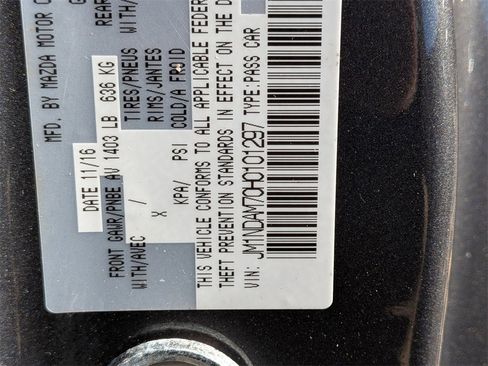 MFD. BY MAZDA MOTOR
DATE 11/16
FRONT GAWR/PNBE AV 1403 LB 636 KG
WITH/AVEC / TIRES/PNEUS
X RIMS/JANTES
KPA/ PSI COLD/A FROID
REAR
WITH/
THIS VEHICLE CONFORMS TO ALL APPLICABLE FEDER
THEFT PREVENTION STANDARDS IN EFFECT ON THE D
VIN: JM1NDAM70H0101297 TYPE: PASS CAR